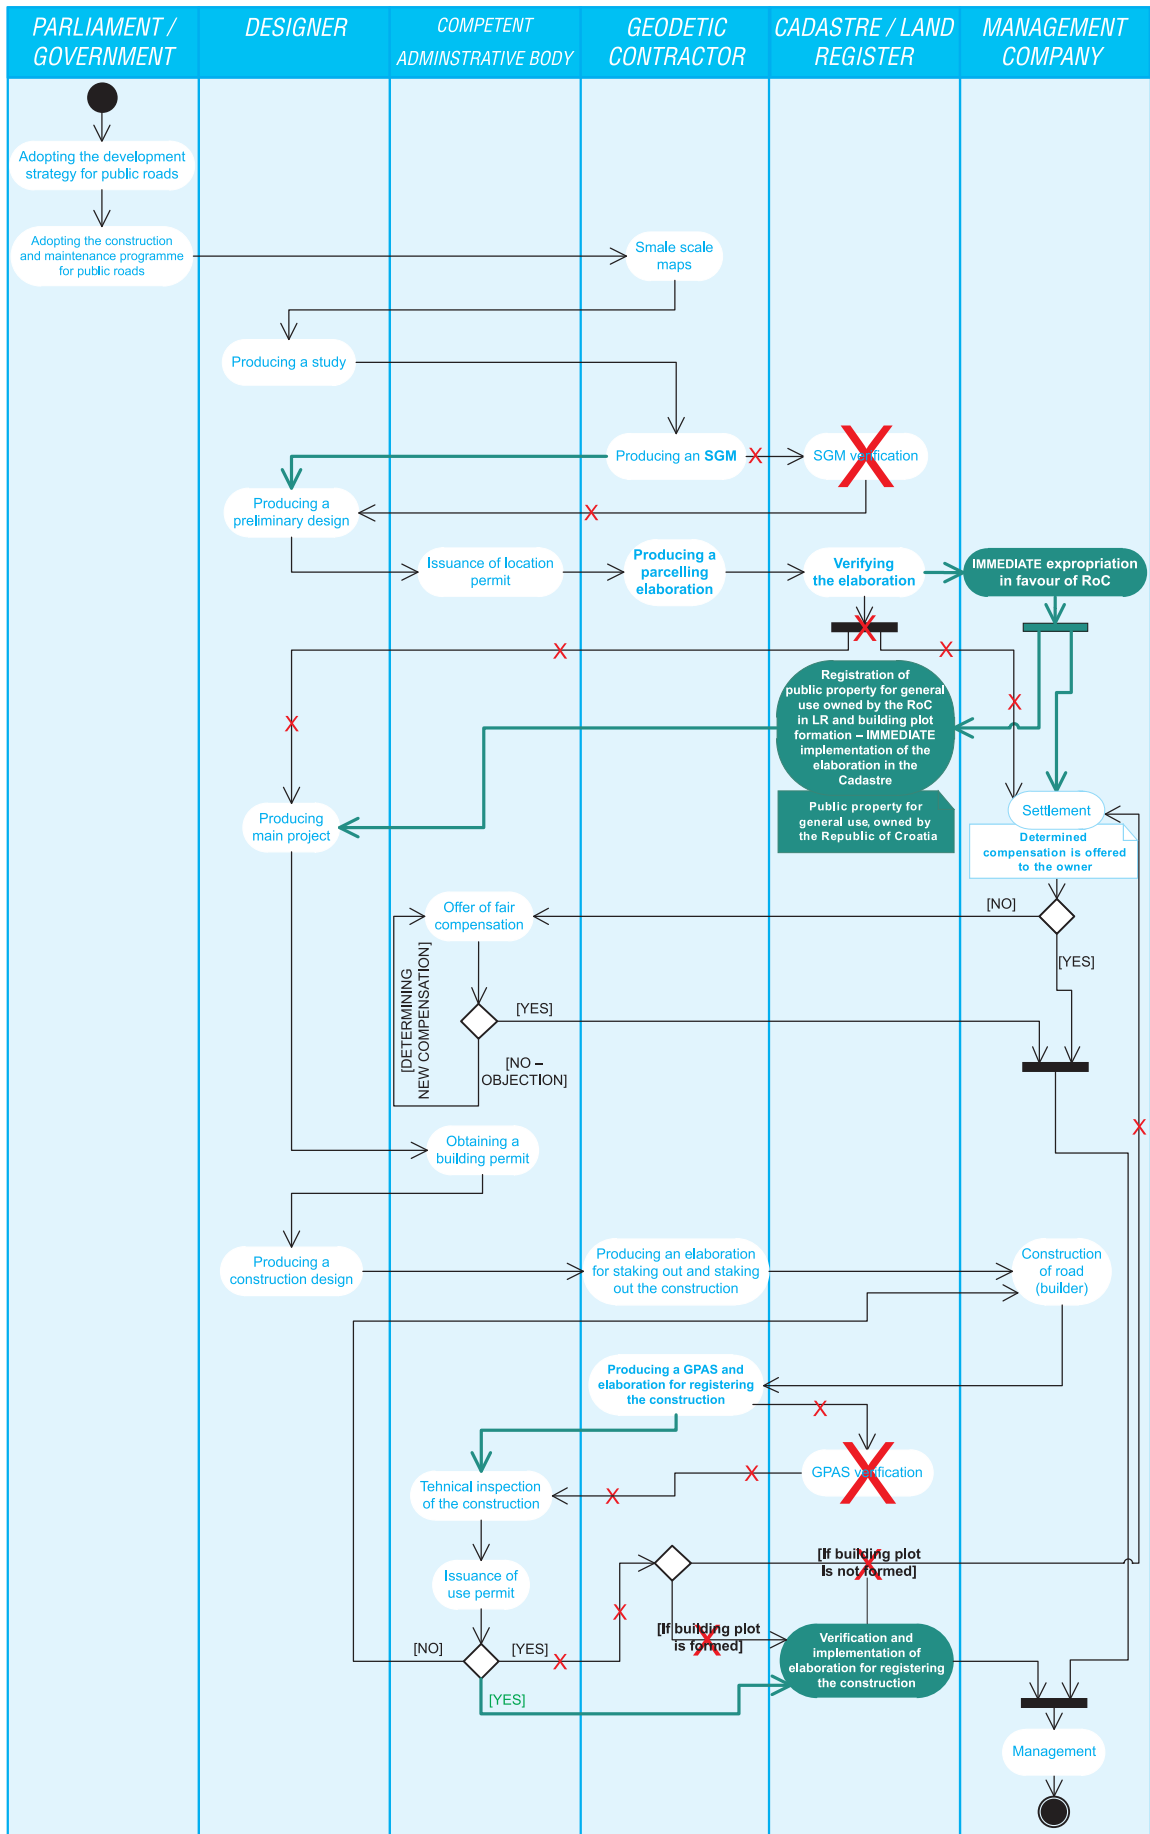 PARLIAMENT /
GOVERNMENT
DESIGNER
COMPETENT
ADMINSTRATIVE BODY
GEODETIC
CONTRACTOR
CADASTRE / LAND
REGISTER
MANAGEMENT
COMPANY
Adopting the development
strategy for public roads
Adopting the construction
and maintenance programme
for public roads
Smale scale
maps
Producing a study
Producing an SGM
X
SGM verification
X
Producing a
preliminary design
X
Issuance of location
permit
Producing a
parcelling
elaboration
Verifying
the elaboration
IMMEDIATE expropriation
in favour of RoC
X
X
X
X
X
Registration of
public property for general
use owned by the RoC
in LR and building plot
formation – IMMEDIATE
implementation of the
elaboration in the
Cadastre
Public property for
general use, owned by
the Republic of Croatia
Producing
main project
Settlement
Determined
compensation is offered
to the owner
Offer of fair
compensation
[NO]
[YES]
[DETERMINING
NEW COMPENSATION]
[YES]
[NO –
OBJECTION]
X
Obtaining a
building permit
Producing a
construction design
Producing an elaboration
for staking out and staking
out the construction
Construction
of road
(builder)
Producing a GPAS and
elaboration for registering
the construction
X
GPAS verification
X
X
X
Tehnical inspection
of the construction
Issuance of
use permit
[If building plot
Is not formed]
X
X
[If building plot
is formed]
X
[NO]
[YES]
X
[YES]
Verification and
implementation of
elaboration for registering
the construction
Management